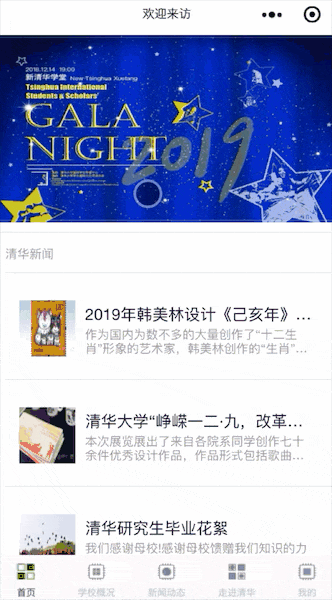 欢迎来访
2018.12.14 19:00
新清华学堂 New Tsinghua Xuetang
Tsinghua International
Students & Scholars'
GALA
NIGHT
2019
清华新闻
2019年韩美林设计《己亥年》…
作为国内为数不多的大量创作了“十二生
肖”形象的艺术家，韩美林创作的“生肖”…
清华大学“峥嵘一二·九，改革…
本次展览展出了来自各院系同学创作七十
余件优秀设计作品，作品形式包括歌曲…
清华研究生毕业花絮
我们感谢母校!感谢母校馈赠我们知识的力
首页 学校概况 新闻动态 走进清华 我的